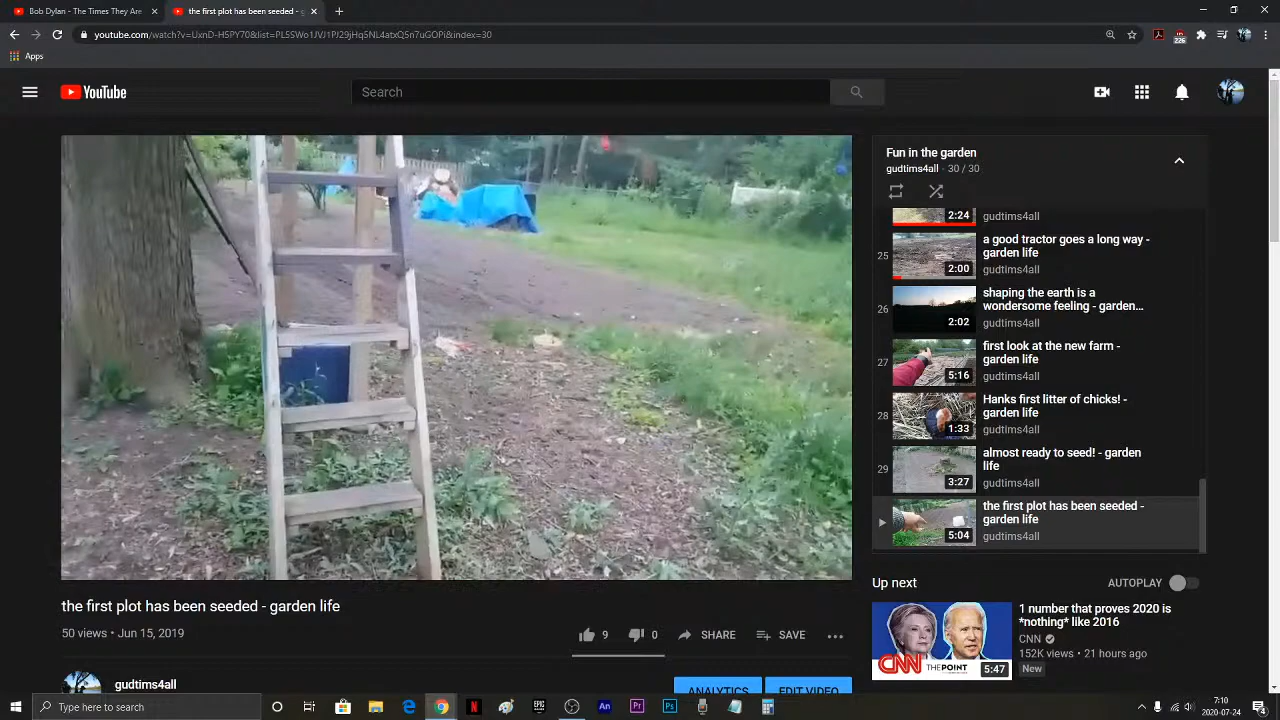 Bob Dylan - The Times They Are
the first plot has been seeded - g
youtube.com/watch?v=UxnD-H5PY70&list=PL5SWo1JVJ1PJ29jHq5NL4atxQ5n7uGOPi&index=30
226
Apps
YouTube
Search
Fun in the garden
gudtims4all - 30 / 30
2:24
gudtims4all
25
a good tractor goes a long way -
garden life
2:00
gudtims4all
26
shaping the earth is a
wondersome feeling - garden...
2:02
gudtims4all
27
first look at the new farm -
garden life
5:16
gudtims4all
28
Hanks first litter of chicks! -
garden life
1:33
gudtims4all
29
almost ready to seed! - garden
life
3:27
gudtims4all
the first plot has been seeded -
garden life
5:04
gudtims4all
the first plot has been seeded - garden life
50 views • Jun 15, 2019
9
0
SHARE
SAVE
gudtims4all
ANALYTICS
EDIT VIDEO
Up next
AUTOPLAY
1 number that proves 2020 is
*nothing* like 2016
CNN
152K views • 21 hours ago
New
CNN THE POINT
5:47
Type here to search
N
EPIC
An
Pr
Ps
7:10
2020-07-24